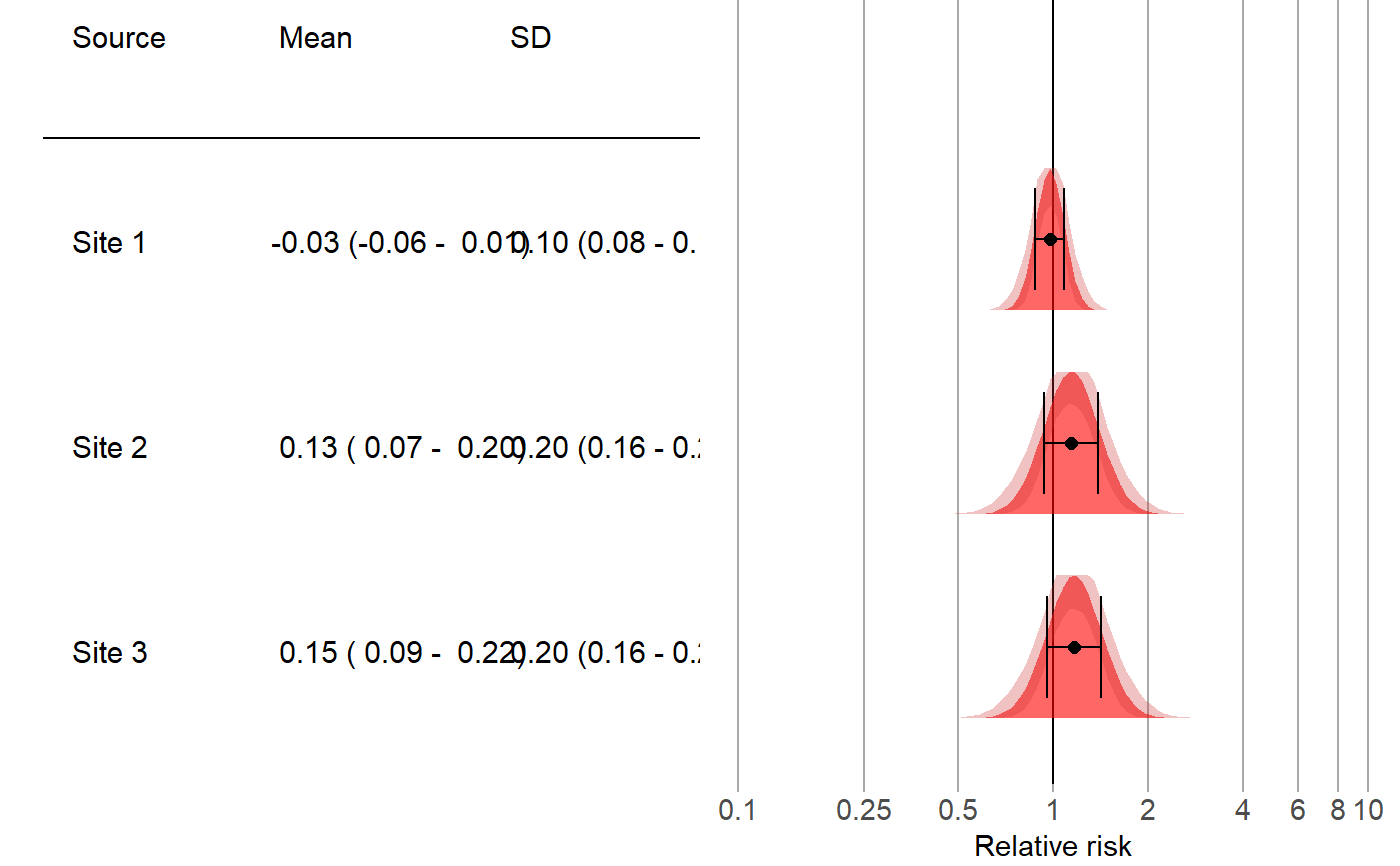 Source Mean SD
Site 1 -0.03 (-0.06 -  0.01) 0.10 (0.08 - 0.
Site 2 0.13 ( 0.07 -  0.20) 0.20 (0.16 - 0.
Site 3 0.15 ( 0.09 -  0.22) 0.20 (0.16 - 0.
0.1 0.25 0.5 1 2 4 6 8 10
Relative risk